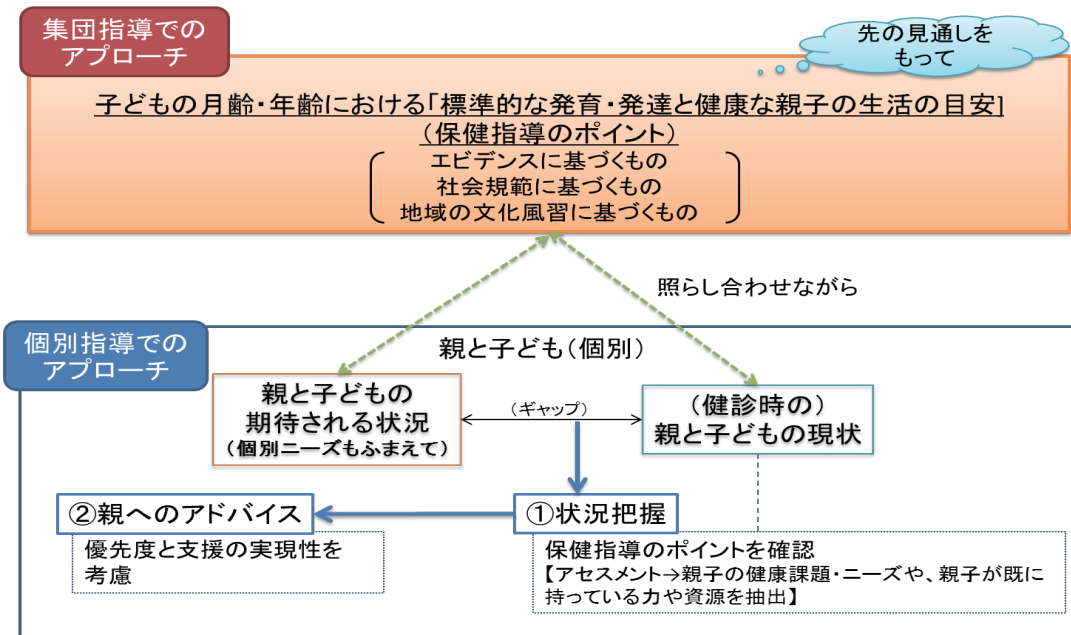 集団指導での
アプローチ
先の見通しを
もって
子どもの月齢・年齢における「標準的な発育・発達と健康な親子の生活の目安]
(保健指導のポイント)
エビデンスに基づくもの
社会規範に基づくもの
地域の文化風習に基づくもの
照らし合わせながら
個別指導での
アプローチ
親と子ども(個別)
親と子どもの
期待される状況
(個別ニーズもふまえて)
(ギャップ)
(健診時の)
親と子どもの現状
②親へのアドバイス
優先度と支援の実現性を
考慮
①状況把握
保健指導のポイントを確認
【アセスメント→親子の健康課題・ニーズや、親子が既に
持っている力や資源を抽出】